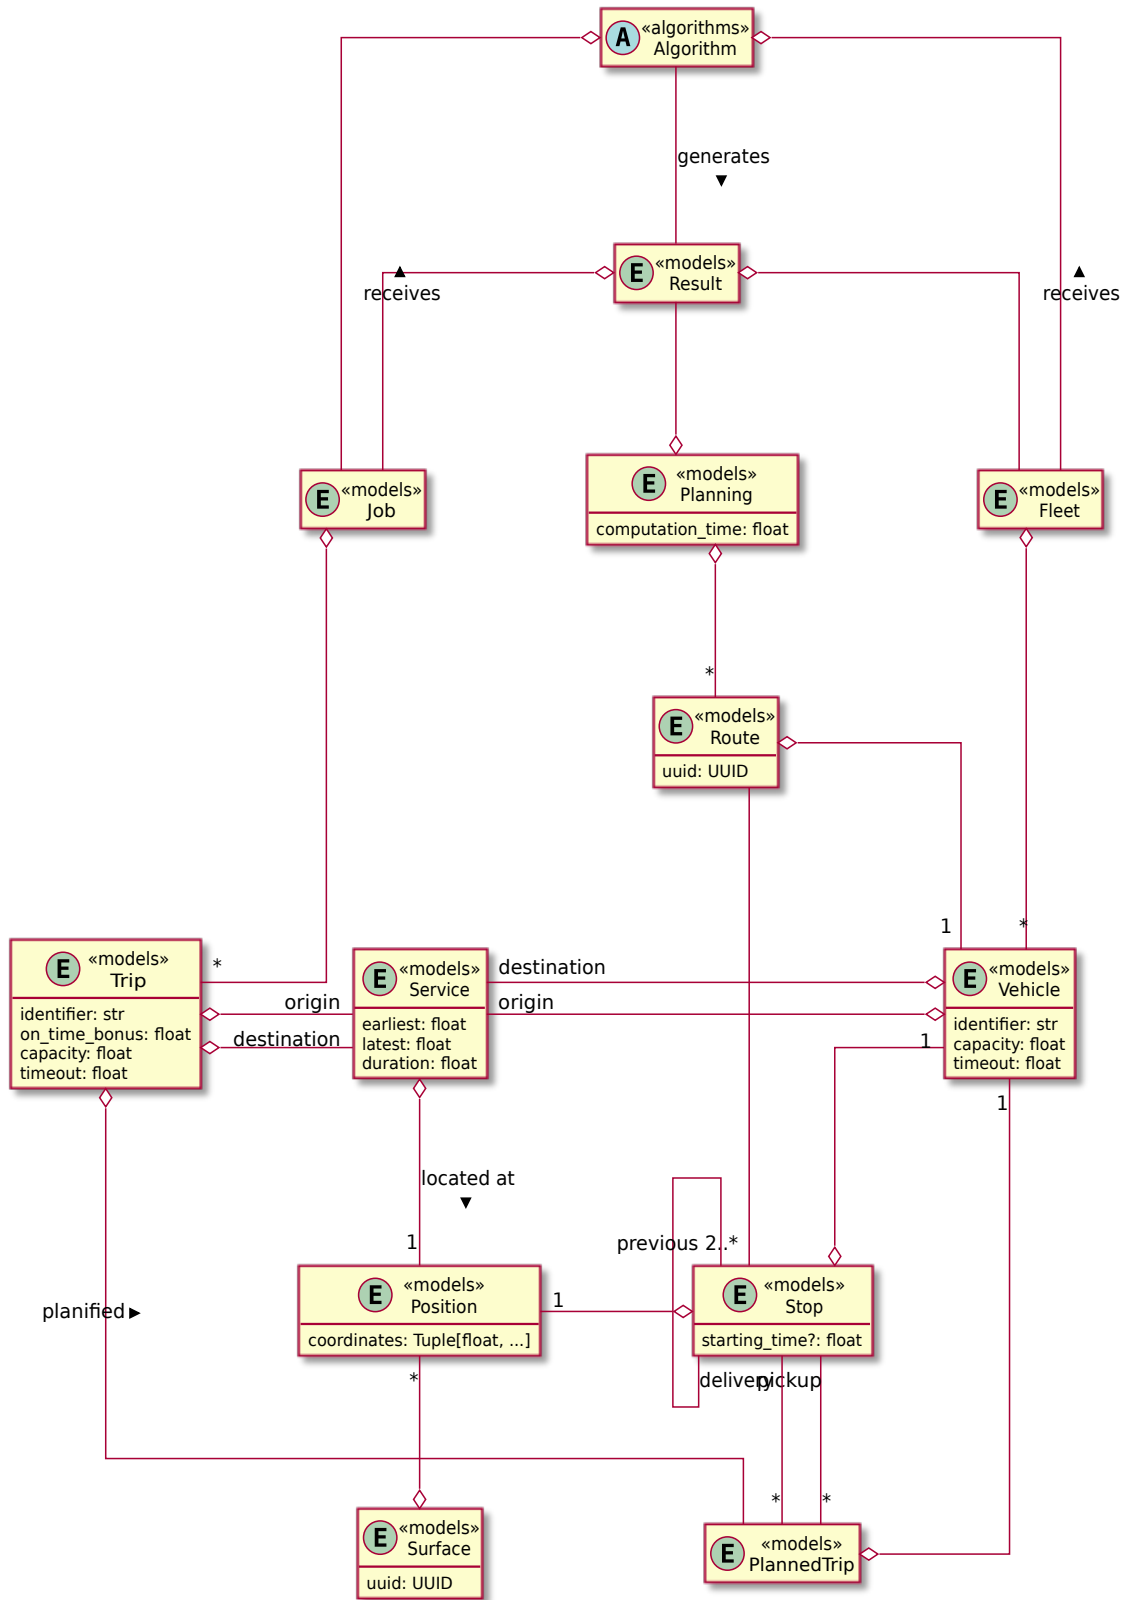 A
«algorithms»
Algorithm
generates
▼
E
«models»
Result
▲
receives
▲
receives
E
«models»
Job
E
«models»
Planning
computation_time: float
E
«models»
Fleet
*
E
«models»
Route
uuid: UUID
1
*
E
«models»
Trip
identifier: str
on_time_bonus: float
capacity: float
timeout: float
*
origin
destination
E
«models»
Service
earliest: float
latest: float
duration: float
destination
origin
E
«models»
Vehicle
identifier: str
capacity: float
timeout: float
1
1
located at
▼
1
previous 2..*
planified ►
E
«models»
Position
coordinates: Tuple[float, ...]
1
E
«models»
Stop
starting_time?: float
*
delivery
pickup
*
*
E
«models»
Surface
uuid: UUID
E
«models»
PlannedTrip